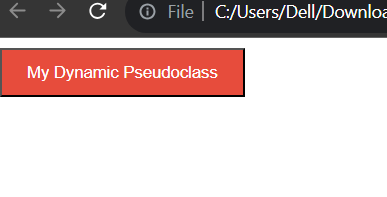 File C:/Users/Dell/Downloa
My Dynamic Pseudoclass